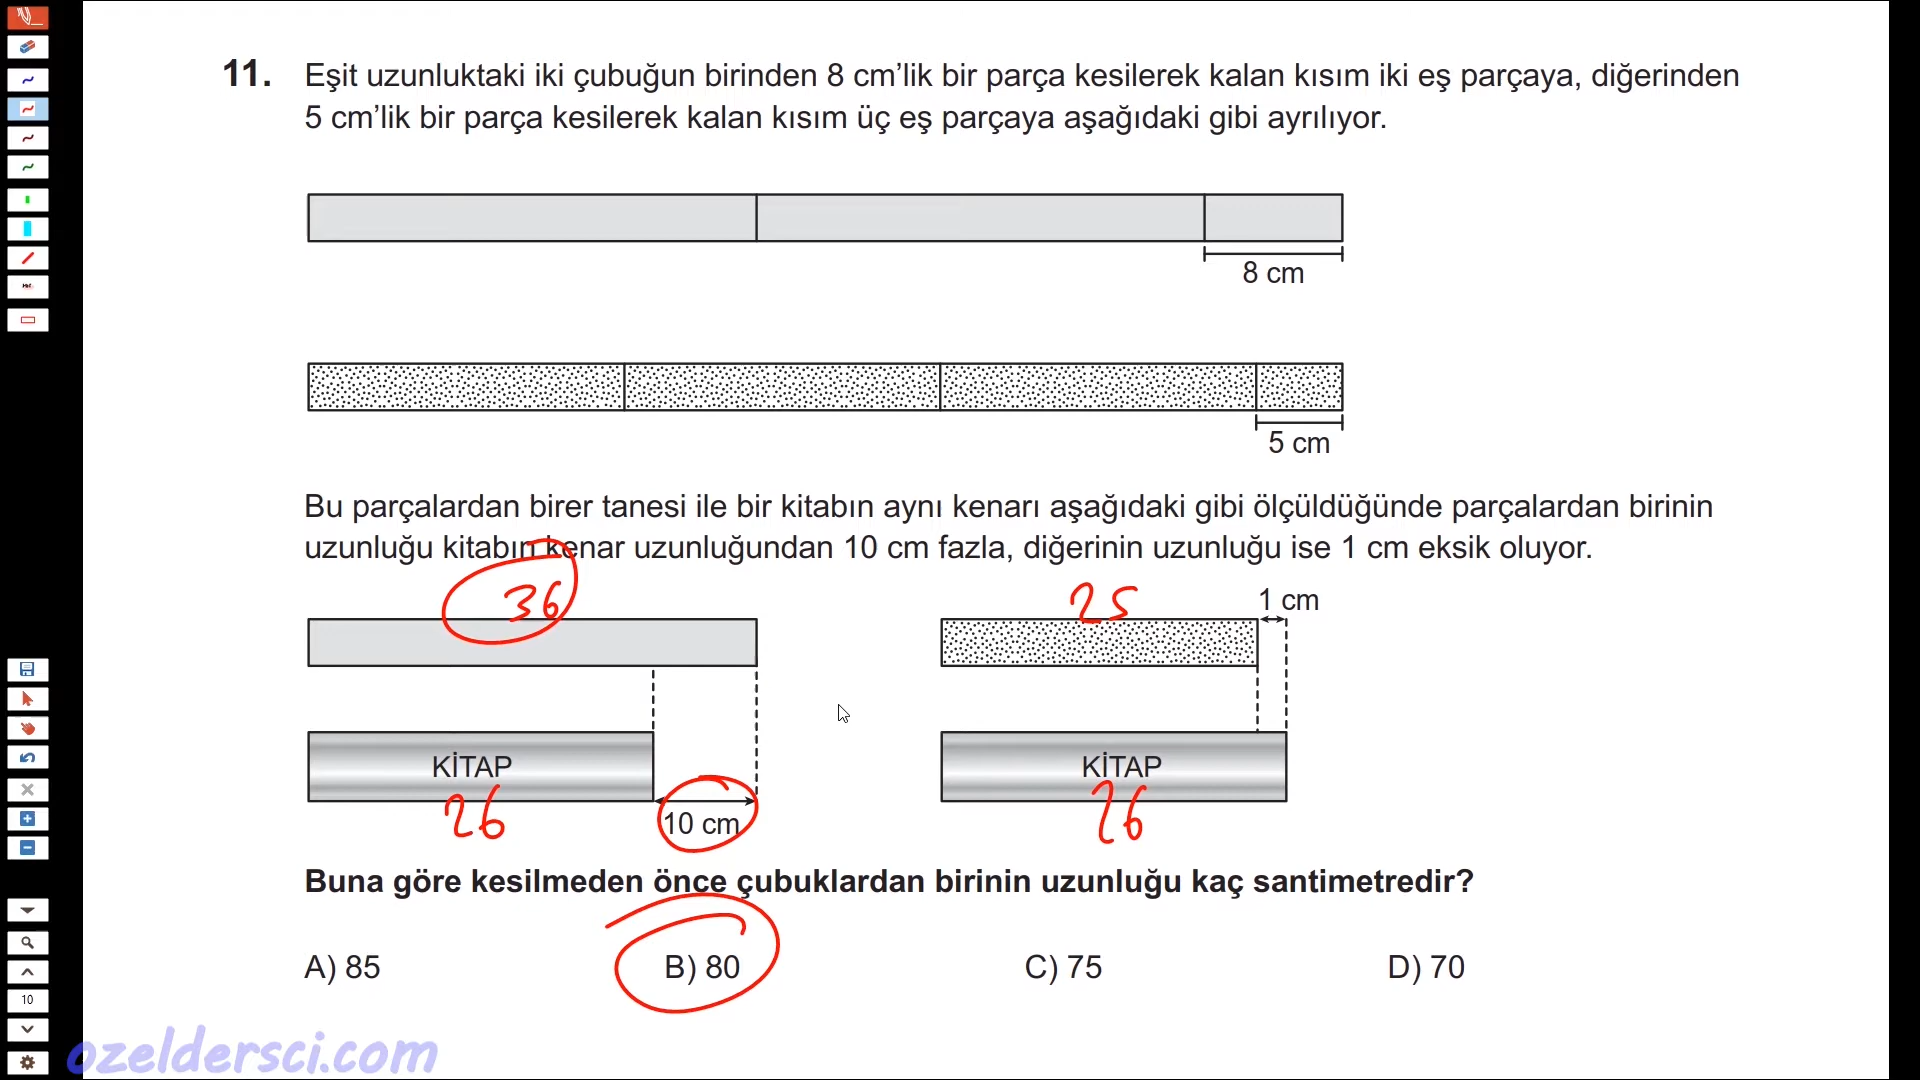 11. Eşit uzunluktaki iki çubuğun birinden 8 cm’lik bir parça kesilerek kalan kısım iki eş parçaya, diğerinden
5 cm’lik bir parça kesilerek kalan kısım üç eş parçaya aşağıdaki gibi ayrılıyor.
8 cm
5 cm
Bu parçalardan birer tanesi ile bir kitabın aynı kenarı aşağıdaki gibi ölçüldüğünde parçalardan birinin
uzunluğu kitabın kenar uzunluğundan 10 cm fazla, diğerinin uzunluğu ise 1 cm eksik oluyor.
36
25
1 cm
KİTAP
KİTAP
26
10 cm
26
Buna göre kesilmeden önce çubuklardan birinin uzunluğu kaç santimetredir?
A) 85 B) 80 C) 75 D) 70
10
ozeldersci.com